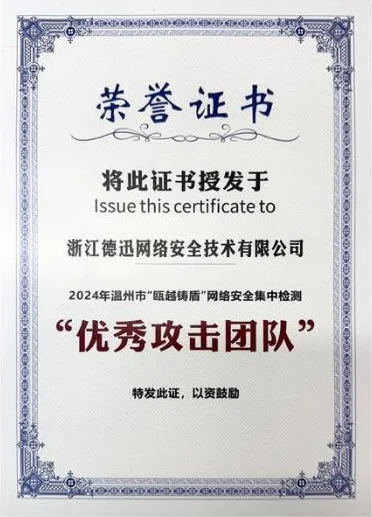 荣誉证书
将此证书授发于
Issue this certificate to
浙江德迅网络安全技术有限公司
2024年温州市“瓯越铸盾”网络安全集中检测
“优秀攻击团队”
特发此证，以资鼓励